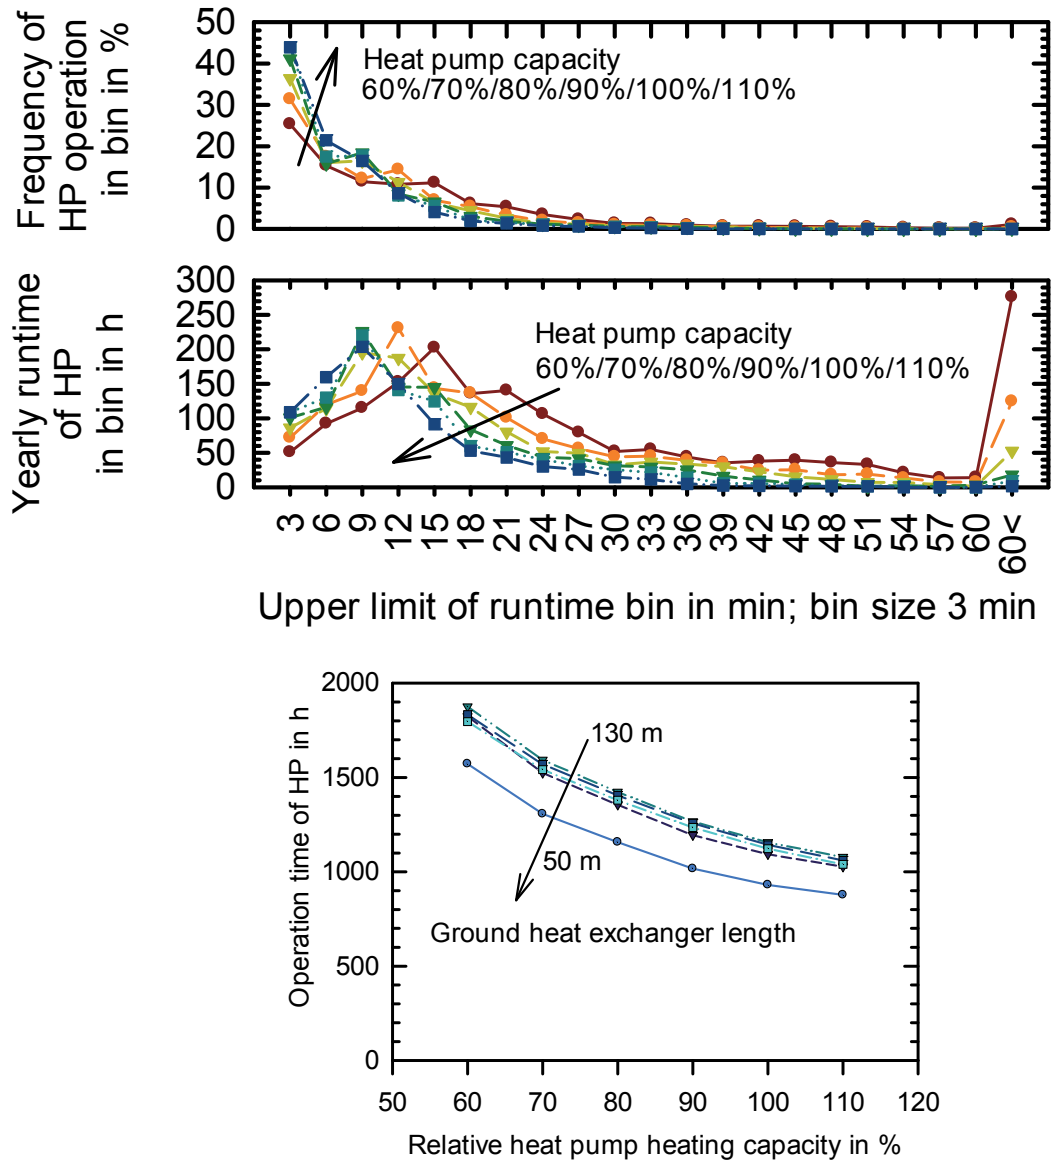 Frequency of
HP operation
in bin in %
50
40
30
20
10
0
Heat pump capacity
60%/70%/80%/90%/100%/110%
Yearly runtime
of HP
in bin in h
300
250
200
150
100
50
0
Heat pump capacity
60%/70%/80%/90%/100%/110%
3 6 9 12 15 18 21 24 27 30 33 36 39 42 45 48 51 54 57 60 60<
Upper limit of runtime bin in min; bin size 3 min
Operation time of HP in h
2000
1500
1000
500
0
130 m
50 m
Ground heat exchanger length
50 60 70 80 90 100 110 120
Relative heat pump heating capacity in %